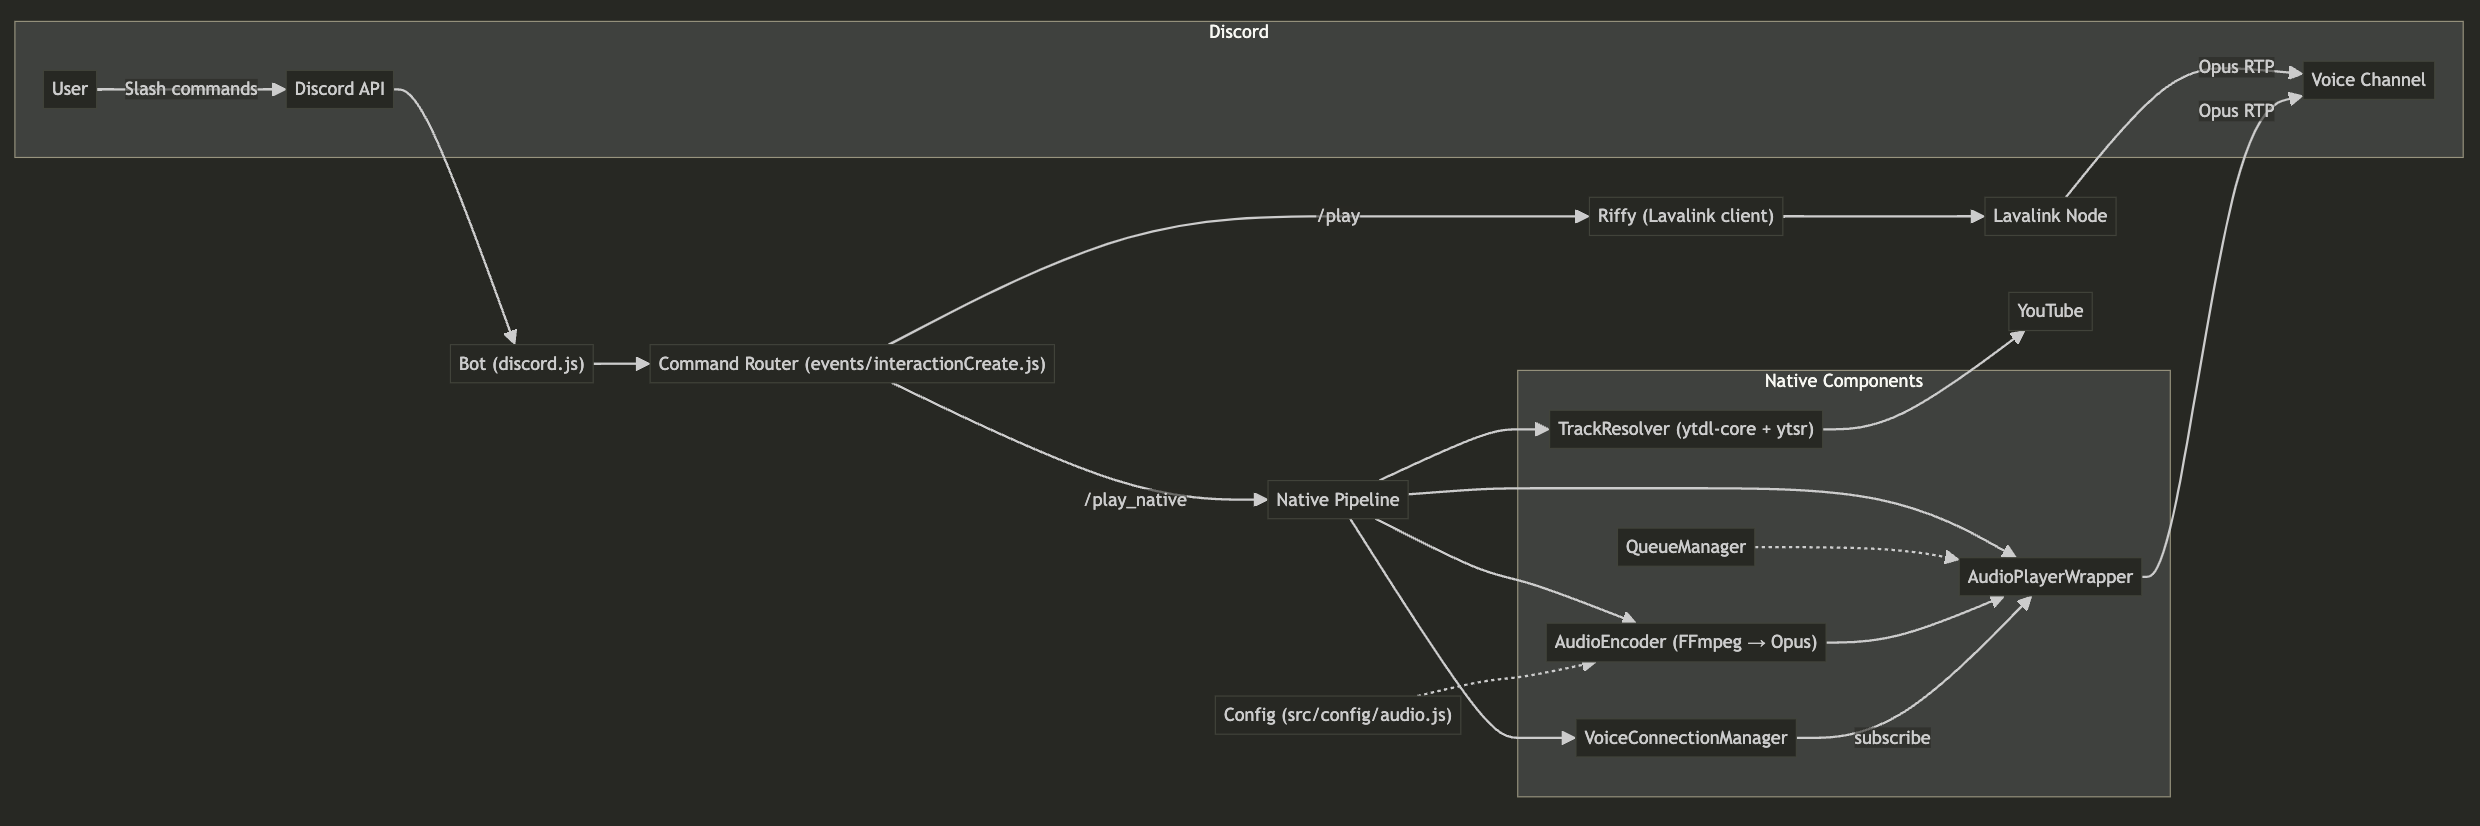 Discord
User
Slash commands
Discord API
Opus RTP
Voice Channel
Opus RTP
/play
Riffy (Lavalink client)
Lavalink Node
YouTube
Bot (discord.js)
Command Router (events/interactionCreate.js)
Native Components
TrackResolver (ytdl-core + ytsr)
/play_native
Native Pipeline
QueueManager
AudioPlayerWrapper
AudioEncoder (FFmpeg → Opus)
Config (src/config/audio.js)
VoiceConnectionManager
subscribe